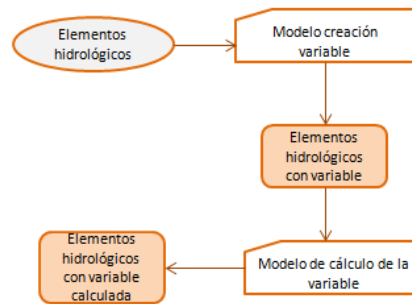 Elementos
hidrológicos
Modelo creación
variable
Elementos
hidrológicos
con variable
Modelo de cálculo de la
variable
Elementos
hidrológicos
con variable
calculada